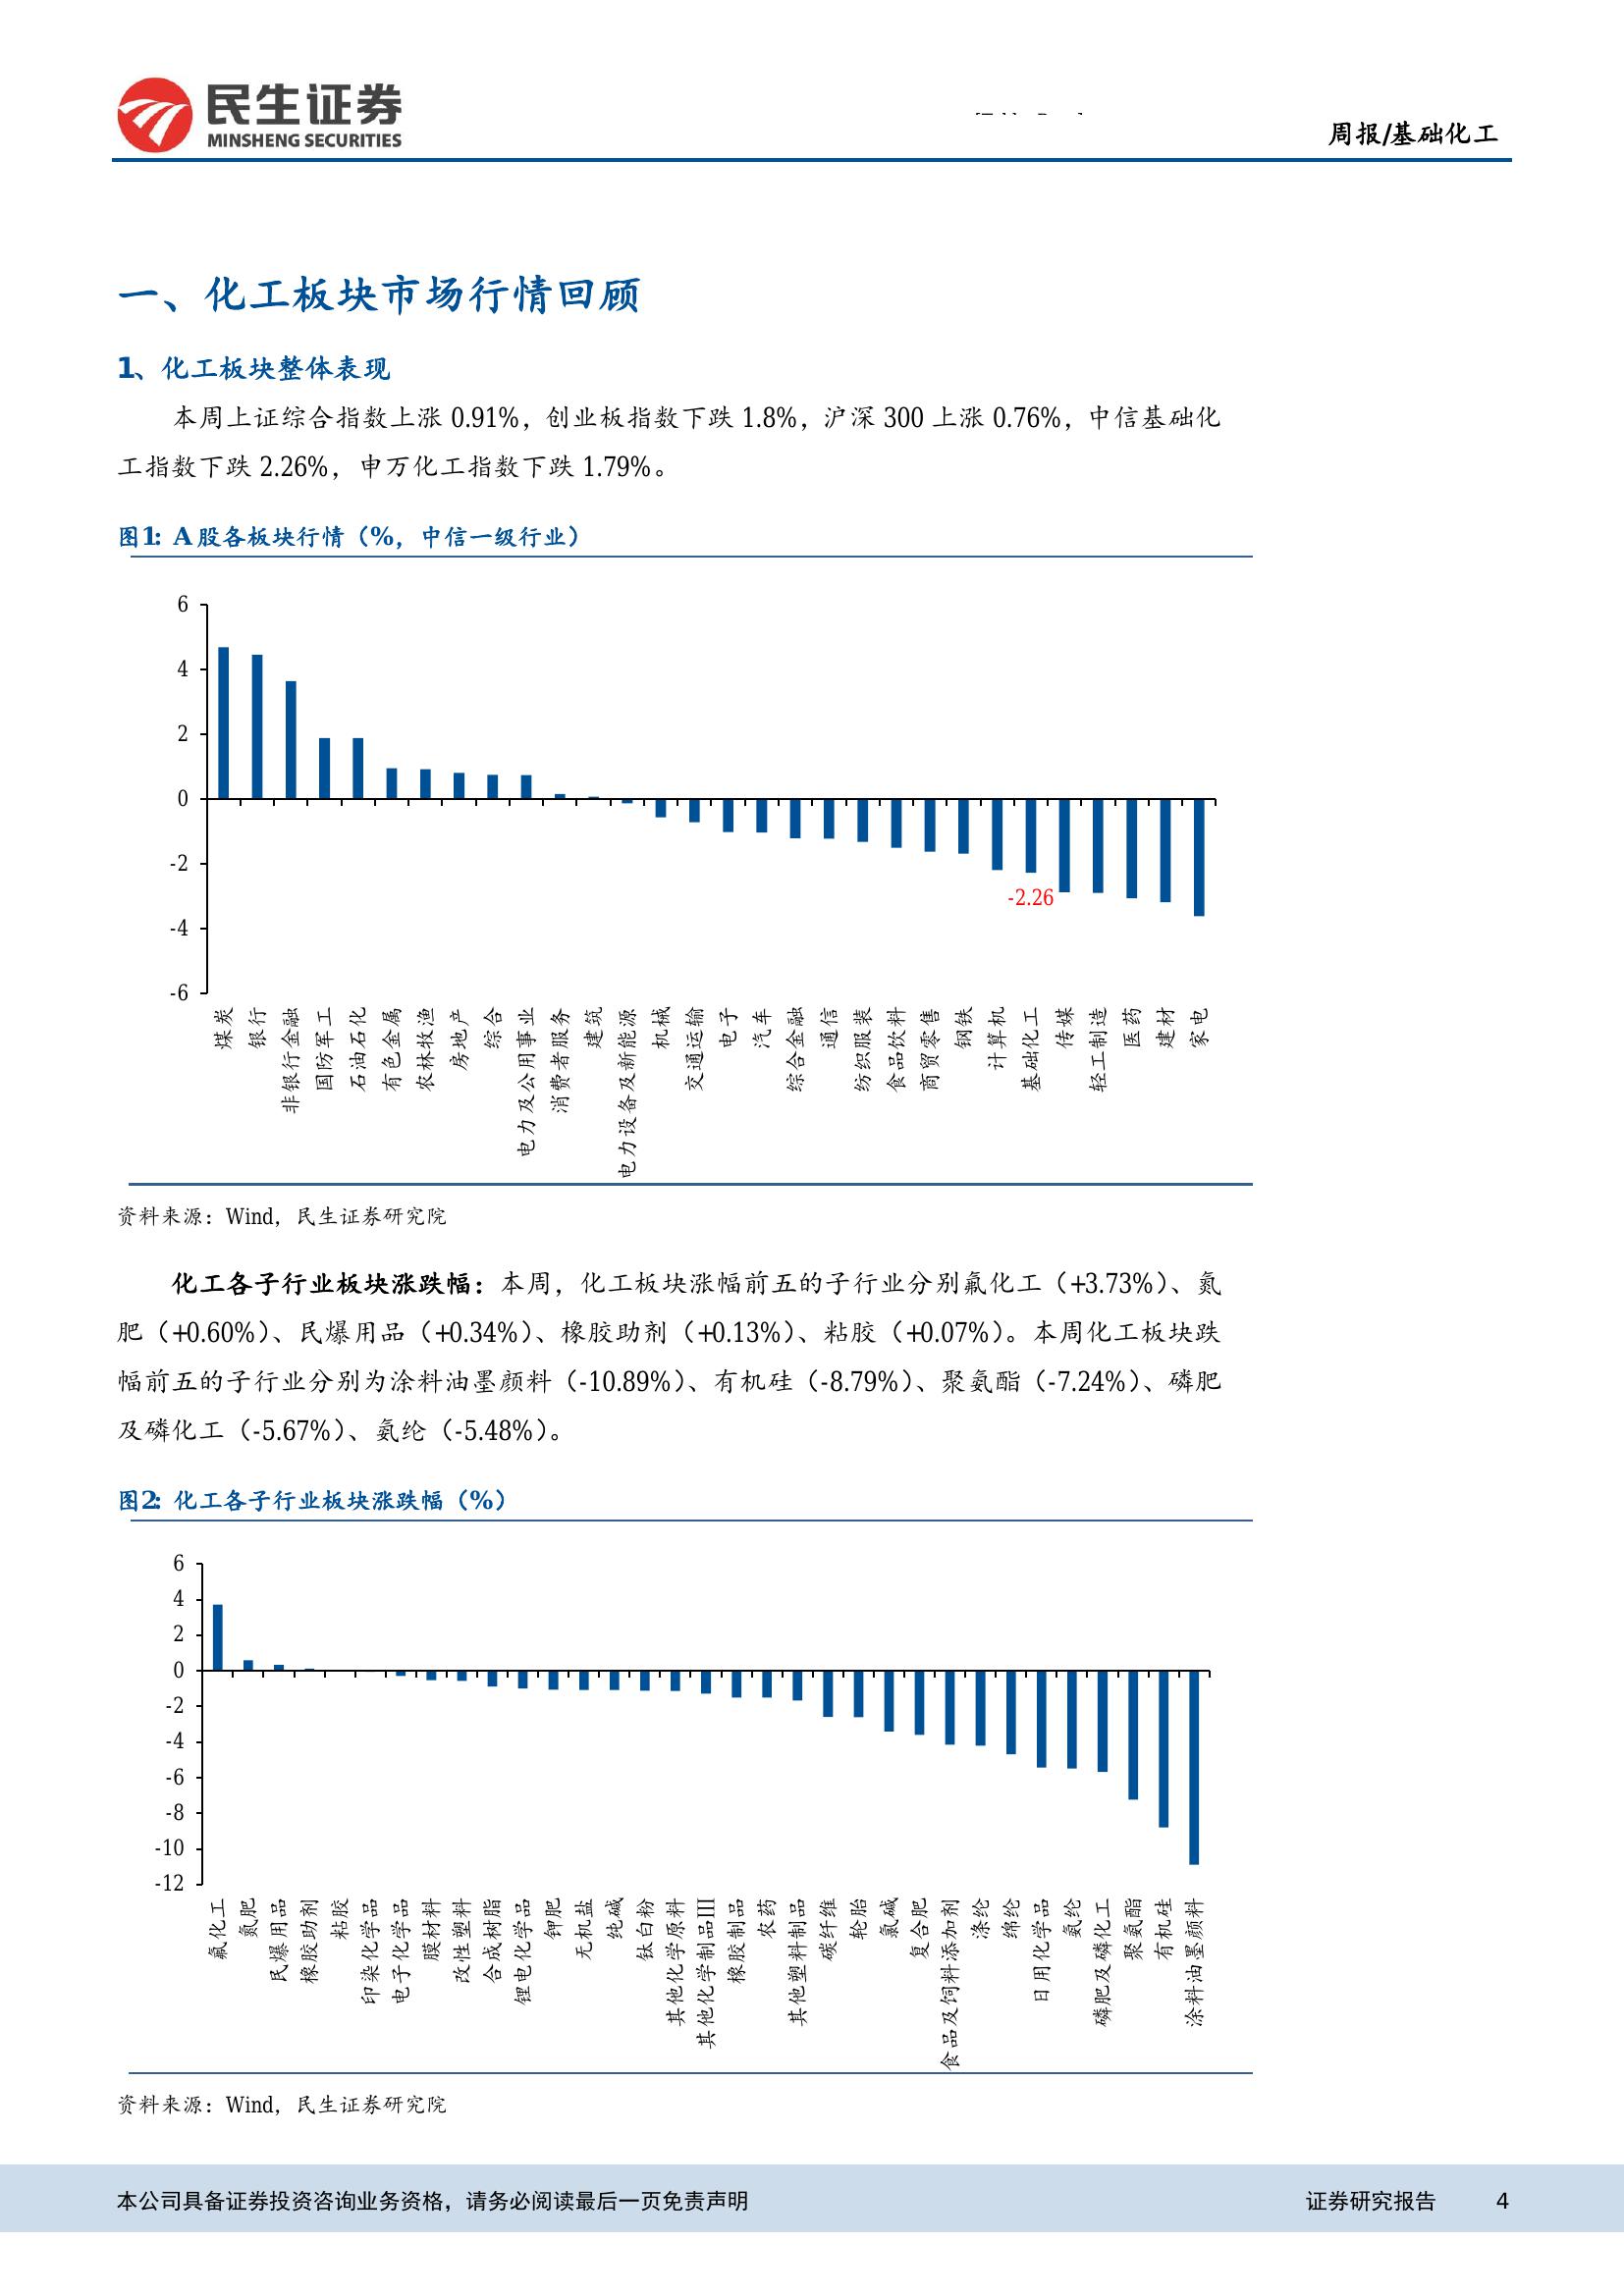 民生证券
MINSHENG SECURITIES
周报/基础化工
一、化工板块市场行情回顾
1、化工板块整体表现
本周上证综合指数上涨 0.91%，创业板指数下跌 1.8%，沪深 300 上涨 0.76%，中信基础化
工指数下跌 2.26%，申万化工指数下跌 1.79%。
图1：A 股各板块行情（%，中信一级行业）
6
4
2
0
-2
-4
-6
-2.26
煤炭
银行
非银行金融
国防军工
石油石化
有色金属
农林牧渔
房地产
综合
电力及公用事业
消费者服务
建筑
电力设备及新能源
机械
交通运输
电子
汽车
综合金融
通信
纺织服装
食品饮料
商贸零售
钢铁
计算机
基础化工
传媒
轻工制造
医药
建材
家电
资料来源：Wind，民生证券研究院
化工各子行业板块涨跌幅：本周，化工板块涨幅前五的子行业分别氟化工（+3.73%）、氮
肥（+0.60%）、民爆用品（+0.34%）、橡胶助剂（+0.13%）、粘胶（+0.07%）。本周化工板块跌
幅前五的子行业分别为涂料油墨颜料（-10.89%）、有机硅（-8.79%）、聚氨酯（-7.24%）、磷肥
及磷化工（-5.67%）、氨纶（-5.48%）。
图2：化工各子行业板块涨跌幅（%）
6
4
2
0
-2
-4
-6
-8
-10
-12
氟化工
氮肥
民爆用品
橡胶助剂
粘胶
印染化学品
电子化学品
膜材料
改性塑料
合成树脂
锂电化学品
钾肥
无机盐
纯碱
钛白粉
其他化学原料
其他化学制品III
橡胶制品
农药
其他塑料制品
碳纤维
轮胎
氯碱
复合肥
食品及饲料添加剂
涤纶
绵纶
日用化学品
氨纶
磷肥及磷化工
聚氨酯
有机硅
涂料油墨颜料
资料来源：Wind，民生证券研究院
本公司具备证券投资咨询业务资格，请务必阅读最后一页免责声明
证券研究报告 4